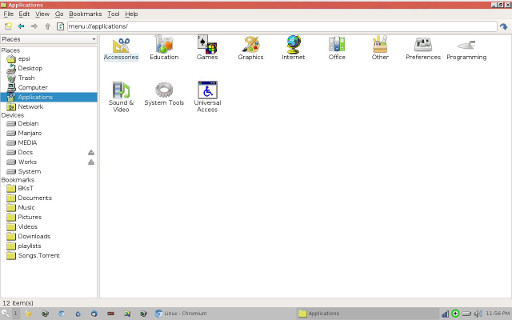 Applications
File Edit View Go Bookmarks Tool Help
menu://applications/
Places
Places
epsi
Desktop
Trash
Computer
Applications
Network
Devices
Debian
Manjaro
MEDIA
Docs
Works
System
Bookmarks
BKsT
Documents
Music
Pictures
Videos
Downloads
playlists
Songs.Torrent
Accessories Education Games Graphics Internet Office Other Preferences Programming
Sound & Video System Tools Universal Access
12 item(s)
1 Linux - Chromium Applications 11:56 PM